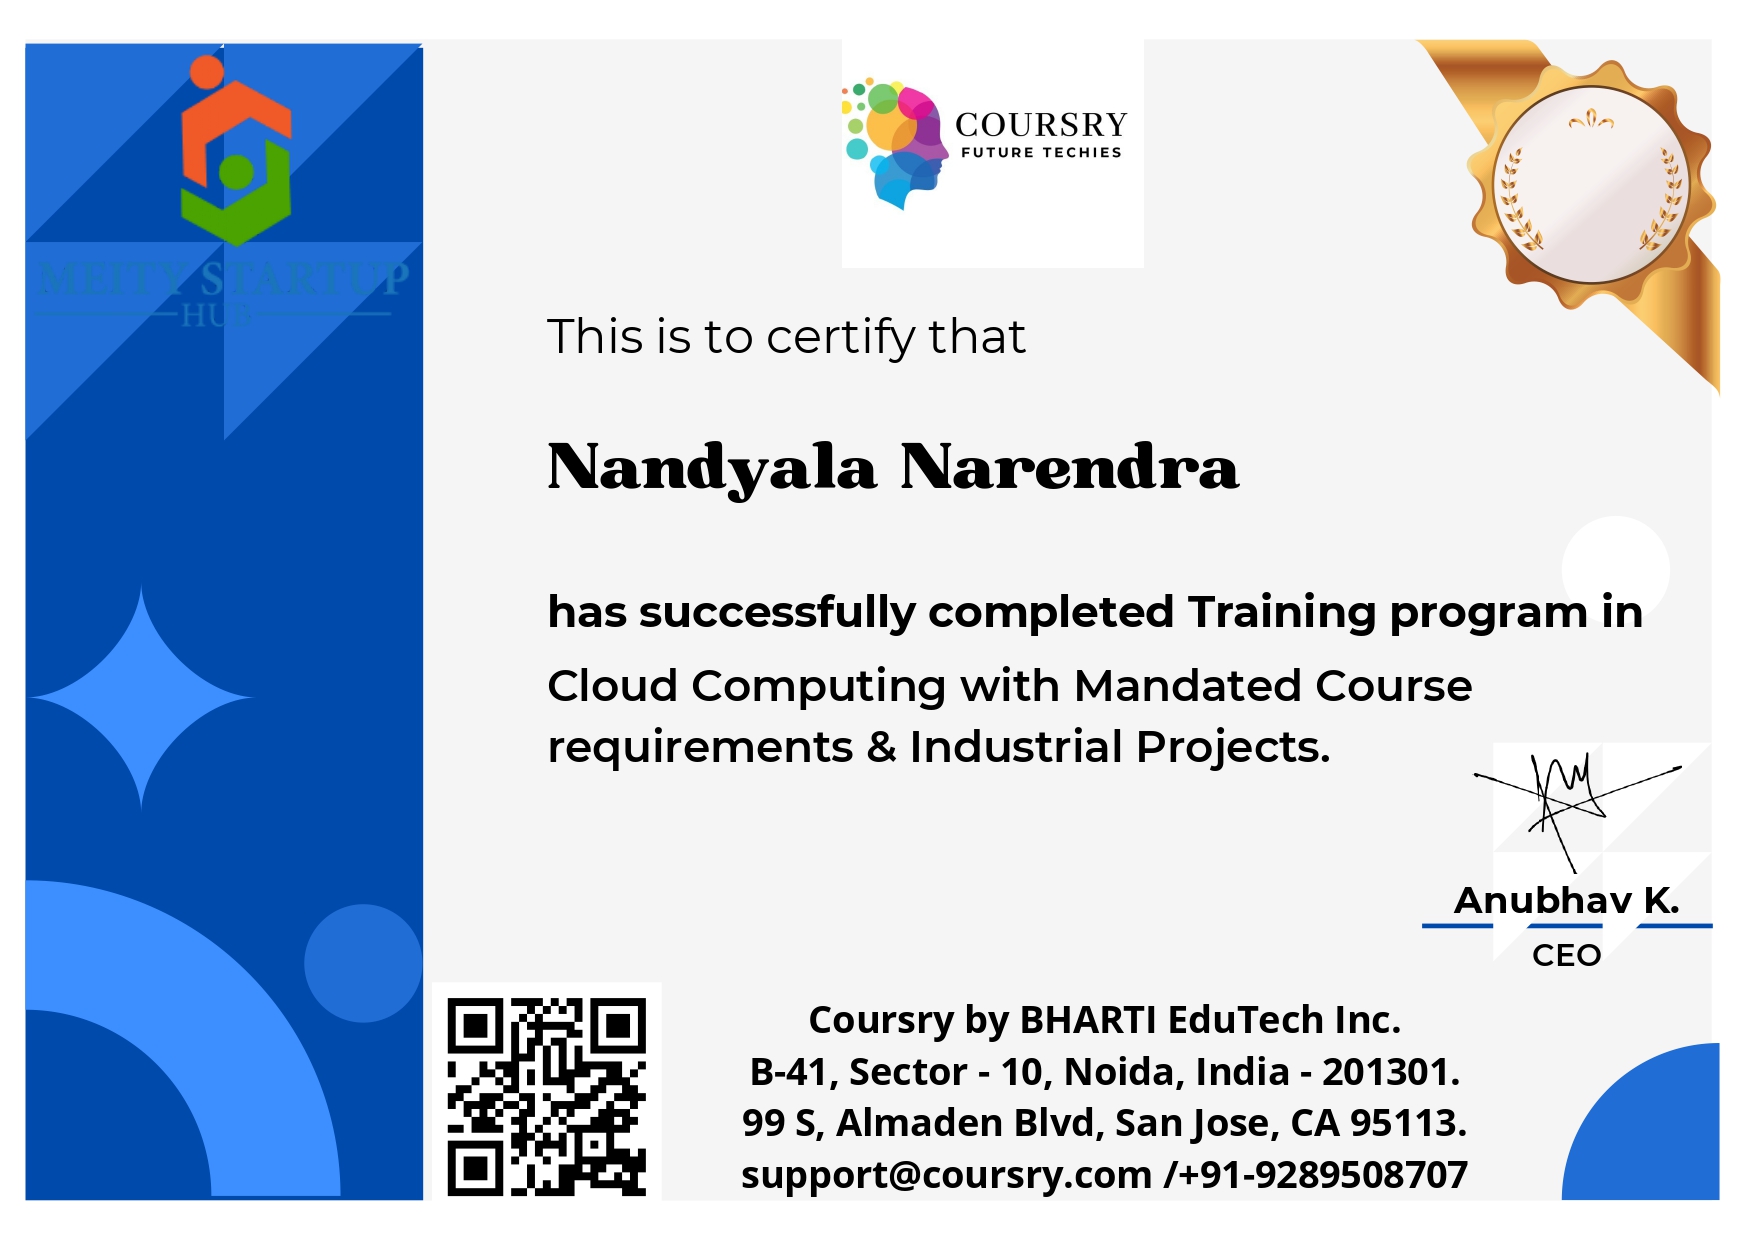 MEITY STARTUP
HUB
COURSRY
FUTURE TECHIES
This is to certify that
Nandyala Narendra
has successfully completed Training program in
Cloud Computing with Mandated Course
requirements & Industrial Projects.
Anubhav K.
CEO
Coursry by BHARTI EduTech Inc.
B-41, Sector - 10, Noida, India - 201301.
99 S, Almaden Blvd, San Jose, CA 95113.
support@coursry.com /+91-9289508707